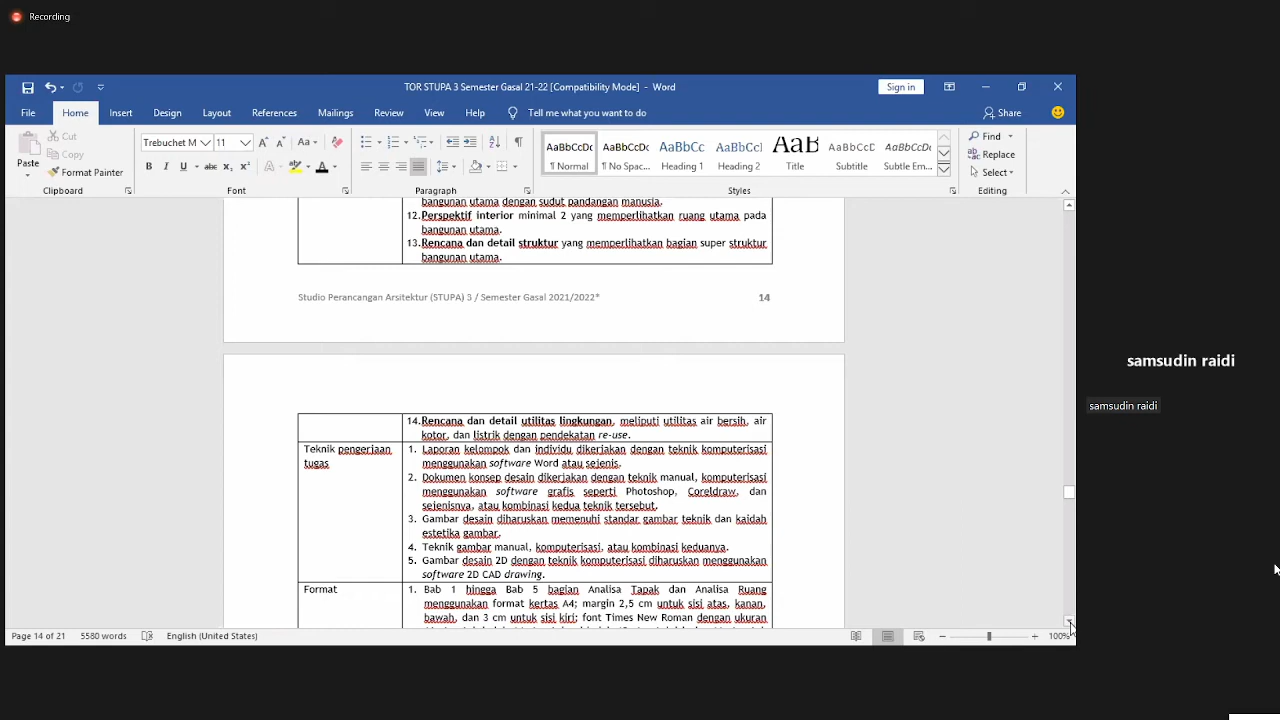 Recording
TOR STUPA 3 Semester Gasal 21-22 [Compatibility Mode] - Word
Sign in
File Home Insert Design Layout References Mailings Review View Help Tell me what you want to do Share
Paste
Cut
Copy
Format Painter
Trebuchet M 11
AaBbCcDc AaBbCcDc AaBbCc AaBbCcC AaB AaBbCcD AaBbCcDc
¶ Normal ¶ No Spac... Heading 1 Heading 2 Title Subtitle Subtle Em...
Find
Replace
Select
Clipboard Font Paragraph Styles Editing
bangunan utama dengan sudut pandangan manusia.
12. Perspektif interior minimal 2 yang memperlihatkan ruang utama pada
bangunan utama.
13. Rencana dan detail struktur yang memperlihatkan bagian super struktur
bangunan utama.
Studio Perancangan Arsitektur (STUPA) 3 / Semester Gasal 2021/2022* 14
14. Rencana dan detail utilitas lingkungan, meliputi utilitas air bersih, air
kotor, dan listrik dengan pendekatan re-use.
Teknik pengerjaan
tugas
1. Laporan kelompok dan individu dikerjakan dengan teknik komputerisasi
menggunakan software Word atau sejenis.
2. Dokumen konsep desain dikerjakan dengan teknik manual, komputerisasi
menggunakan software grafis seperti Photoshop, Coreldraw, dan
sejenisnya, atau kombinasi kedua teknik tersebut.
3. Gambar desain diharuskan memenuhi standar gambar teknik dan kaidah
estetika gambar.
4. Teknik gambar manual, komputerisasi, atau kombinasi keduanya.
5. Gambar desain 2D dengan teknik komputerisasi diharuskan menggunakan
software 2D CAD drawing.
Format
1. Bab 1 hingga Bab 5 bagian Analisa Tapak dan Analisa Ruang
menggunakan format kertas A4; margin 2,5 cm untuk sisi atas, kanan,
bawah, dan 3 cm untuk sisi kiri; font Times New Roman dengan ukuran
Page 14 of 21 5580 words English (United States) 100%
samsudin raidi
samsudin raidi